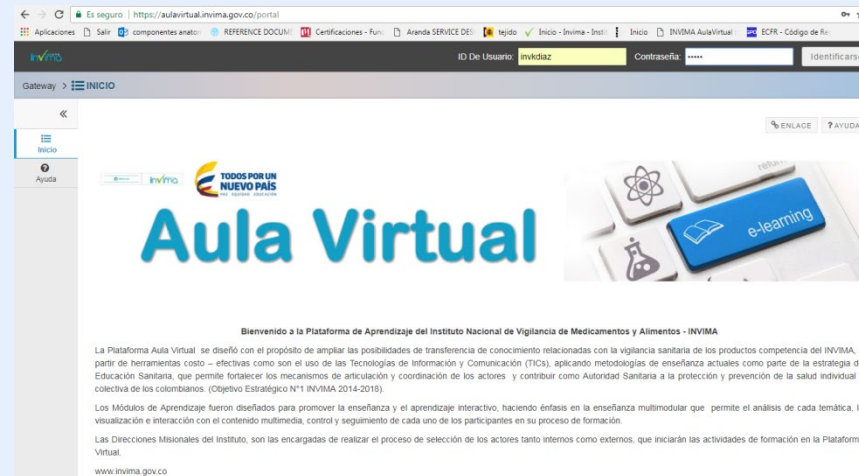 Es seguro | https://aulavirtual.invima.gov.co/portal
Aplicaciones Salir componentes anatom REFERENCE DOCUME Certificaciones - Func Aranda SERVICE DES tejido Inicio - Invima - Instit Inicio INVIMA AulaVirtual : ECFR - Código de Re
invima ID De Usuario: invkdiaz Contraseña: ••••• Identificarse
Gateway > INICIO
«
ENLACE ? AYUDA
Inicio
Ayuda
invima TODOS POR UN
NUEVO PAÍS
PAZ EQUIDAD EDUCACIÓN
return
Aula Virtual
e-learning
Bienvenido a la Plataforma de Aprendizaje del Instituto Nacional de Vigilancia de Medicamentos y Alimentos - INVIMA
La Plataforma Aula Virtual se diseñó con el propósito de ampliar las posibilidades de transferencia de conocimiento relacionadas con la vigilancia sanitaria de los productos competencia del INVIMA,
partir de herramientas costo – efectivas como son el uso de las Tecnologías de Información y Comunicación (TICs), aplicando metodologías de enseñanza actuales como parte de la estrategia d
Educación Sanitaria, que permite fortalecer los mecanismos de articulación y coordinación de los actores y contribuir como Autoridad Sanitaria a la protección y prevención de la salud individual
colectiva de los colombianos. (Objetivo Estratégico N°1 INVIMA 2014-2018).
Los Módulos de Aprendizaje fueron diseñados para promover la enseñanza y el aprendizaje interactivo, haciendo énfasis en la enseñanza multimodular que permite el análisis de cada temática, l
visualización e interacción con el contenido multimedia, control y seguimiento de cada uno de los participantes en su proceso de formación.
Las Direcciones Misionales del Instituto, son las encargadas de realizar el proceso de selección de los actores tanto internos como externos, que iniciarán las actividades de formación en la Plataform
Virtual.
www.invima.gov.co